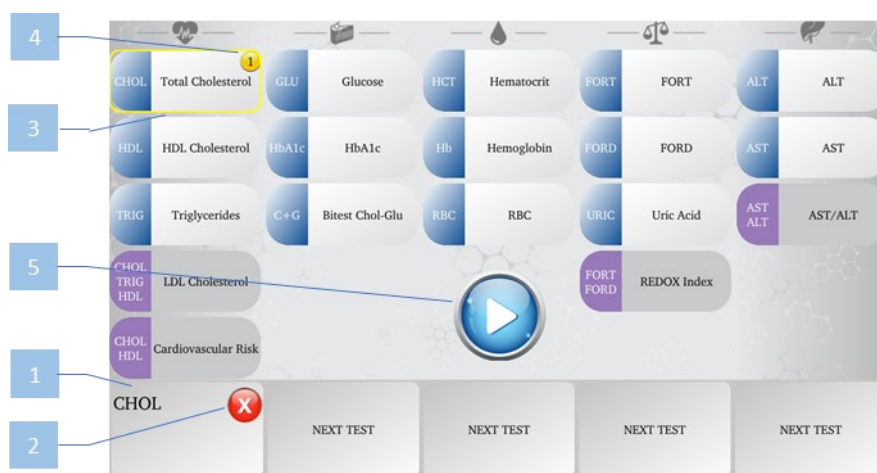 4
1
CHOL Total Cholesterol
GLU Glucose
HCT Hematocrit
FORT FORT
ALT ALT
3
HDL HDL Cholesterol
HbA1c HbA1c
Hb Hemoglobin
FORD FORD
AST AST
TRIG Triglycerides
C+G Bitest Chol-Glu
RBC RBC
URIC Uric Acid
AST
ALT
AST/ALT
5
CHOL
TRIG
HDL
LDL Cholesterol
FORT
FORD
REDOX Index
CHOL
HDL
Cardiovascular Risk
1
CHOL
X
NEXT TEST
NEXT TEST
NEXT TEST
NEXT TEST
2